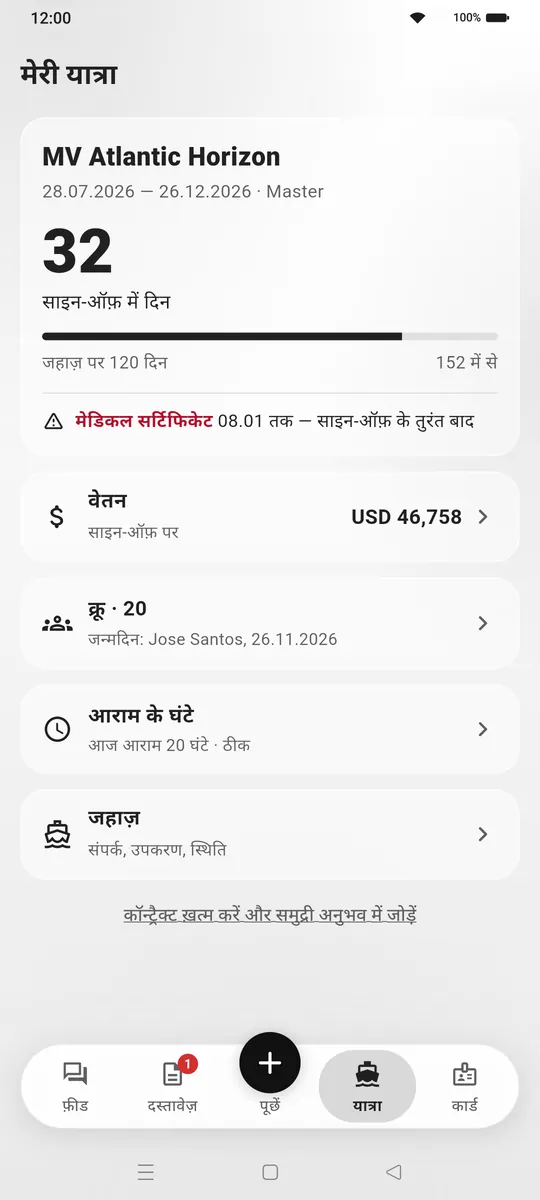 12:00
100%
मेरी यात्रा
MV Atlantic Horizon
28.07.2026 — 26.12.2026 · Master
32
साइन-ऑफ़ में दिन
जहाज़ पर 120 दिन
152 में से
मेडिकल सर्टिफिकेट 08.01 तक — साइन-ऑफ़ के तुरंत बाद
वेतन
साइन-ऑफ़ पर
USD 46,758
क्रू · 20
जन्मदिन: Jose Santos, 26.11.2026
आराम के घंटे
आज आराम 20 घंटे · ठीक
जहाज़
संपर्क, उपकरण, स्थिति
कॉन्ट्रैक्ट ख़त्म करें और समुद्री अनुभव में जोड़ें
1
फ़ीड
दस्तावेज़
पूछें
यात्रा
कार्ड